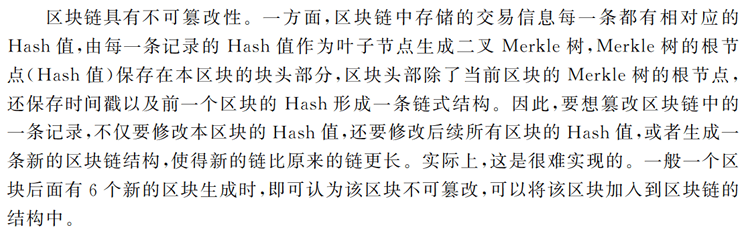 区块链具有不可篡改性。一方面,区块链中存储的交易信息每一条都有相对应的
Hash 值,由每一条记录的 Hash 值作为叶子节点生成二叉 Merkle 树,Merkle 树的根节
点(Hash 值)保存在本区块的块头部分,区块头部除了当前区块的 Merkle 树的根节点,
还保存时间戳以及前一个区块的 Hash 形成一条链式结构。因此,要想篡改区块链中的
一条记录,不仅要修改本区块的 Hash 值,还要修改后续所有区块的 Hash 值,或者生成一
条新的区块链结构,使得新的链比原来的链更长。实际上,这是很难实现的。一般一个区
块后面有 6 个新的区块生成时,即可认为该区块不可篡改,可以将该区块加入到区块链的
结构中。